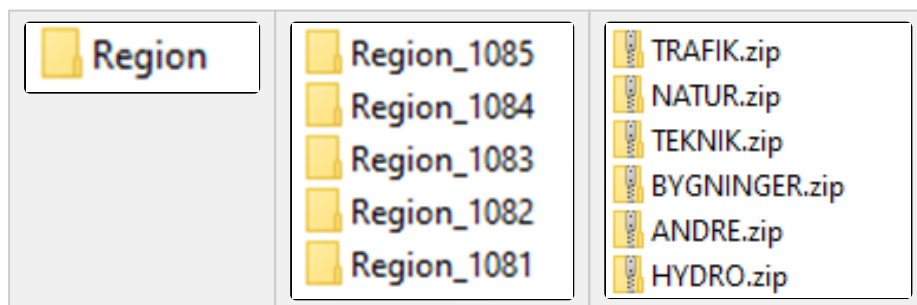 Region
Region_1085
Region_1084
Region_1083
Region_1082
Region_1081
TRAFIK.zip
NATUR.zip
TEKNIK.zip
BYGNINGER.zip
ANDRE.zip
HYDRO.zip